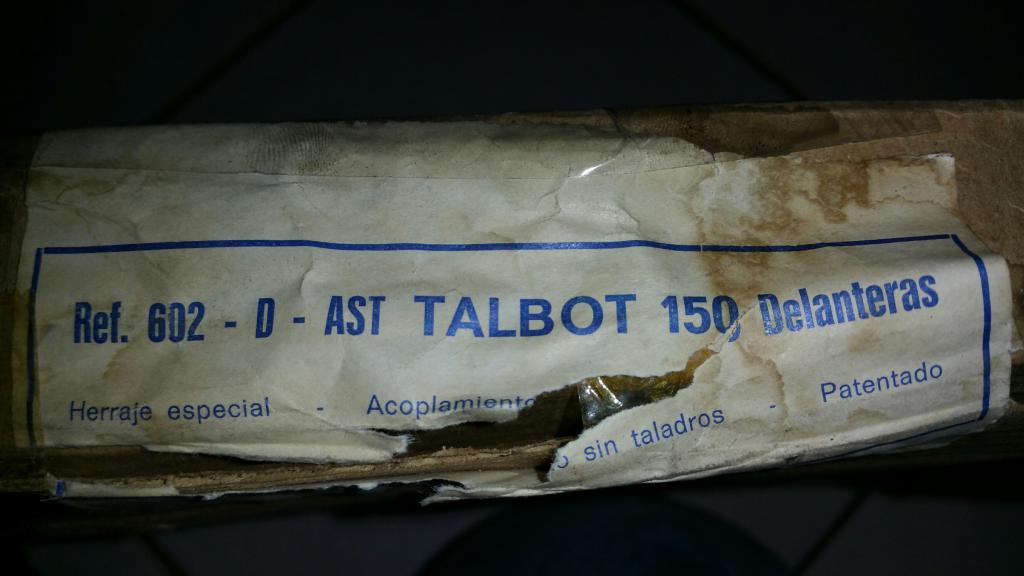 Ref. 602 - D - AST TALBOT 150, Delanteras
Herraje especial - Acoplamiento sin taladros - Patentado